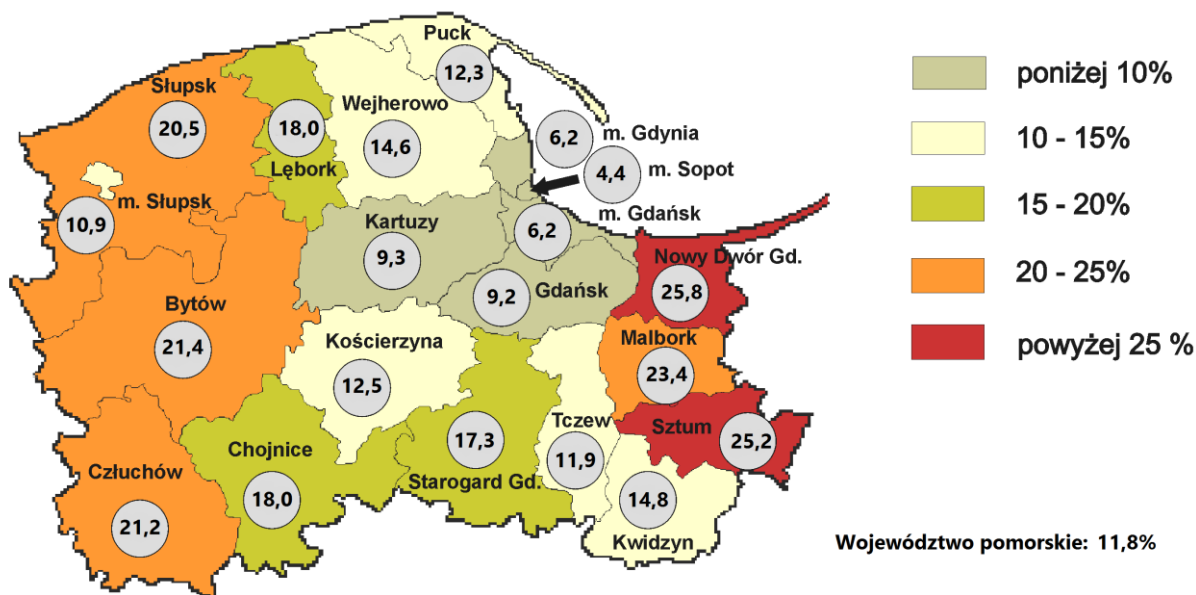 Puck
12,3
Słupsk
20,5
18,0
Lębork
Wejherowo
14,6
6,2
m. Gdynia
4,4
m. Sopot
m. Słupsk
10,9
Kartuzy
9,3
m. Gdańsk
6,2
Gdańsk
9,2
Nowy Dwór Gd.
25,8
Bytów
21,4
Kościerzyna
12,5
Malbork
23,4
Tczew
11,9
Sztum
25,2
Chojnice
18,0
17,3
Starogard Gd.
Człuchów
21,2
14,8
Kwidzyn
poniżej 10%
10 - 15%
15 - 20%
20 - 25%
powyżej 25 %
Województwo pomorskie: 11,8%